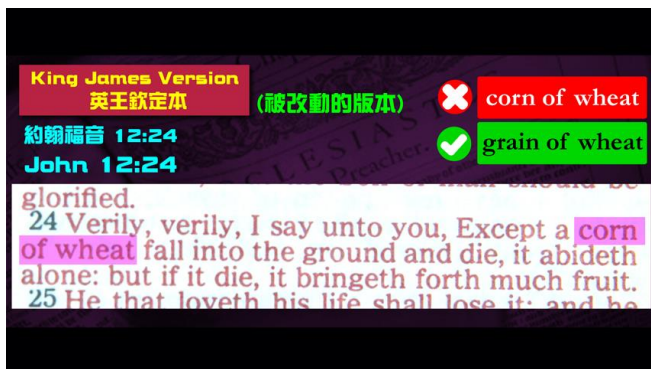 King James Version
英王欽定本
(被改動的版本)
corn of wheat
grain of wheat
約翰福音 12:24
John 12:24
glorified.
24 Verily, verily, I say unto you, Except a corn
of wheat fall into the ground and die, it abideth
alone: but if it die, it bringeth forth much fruit.
25 He that loveth his life shall lose it: and he
ECCLESIAST
Preacher.